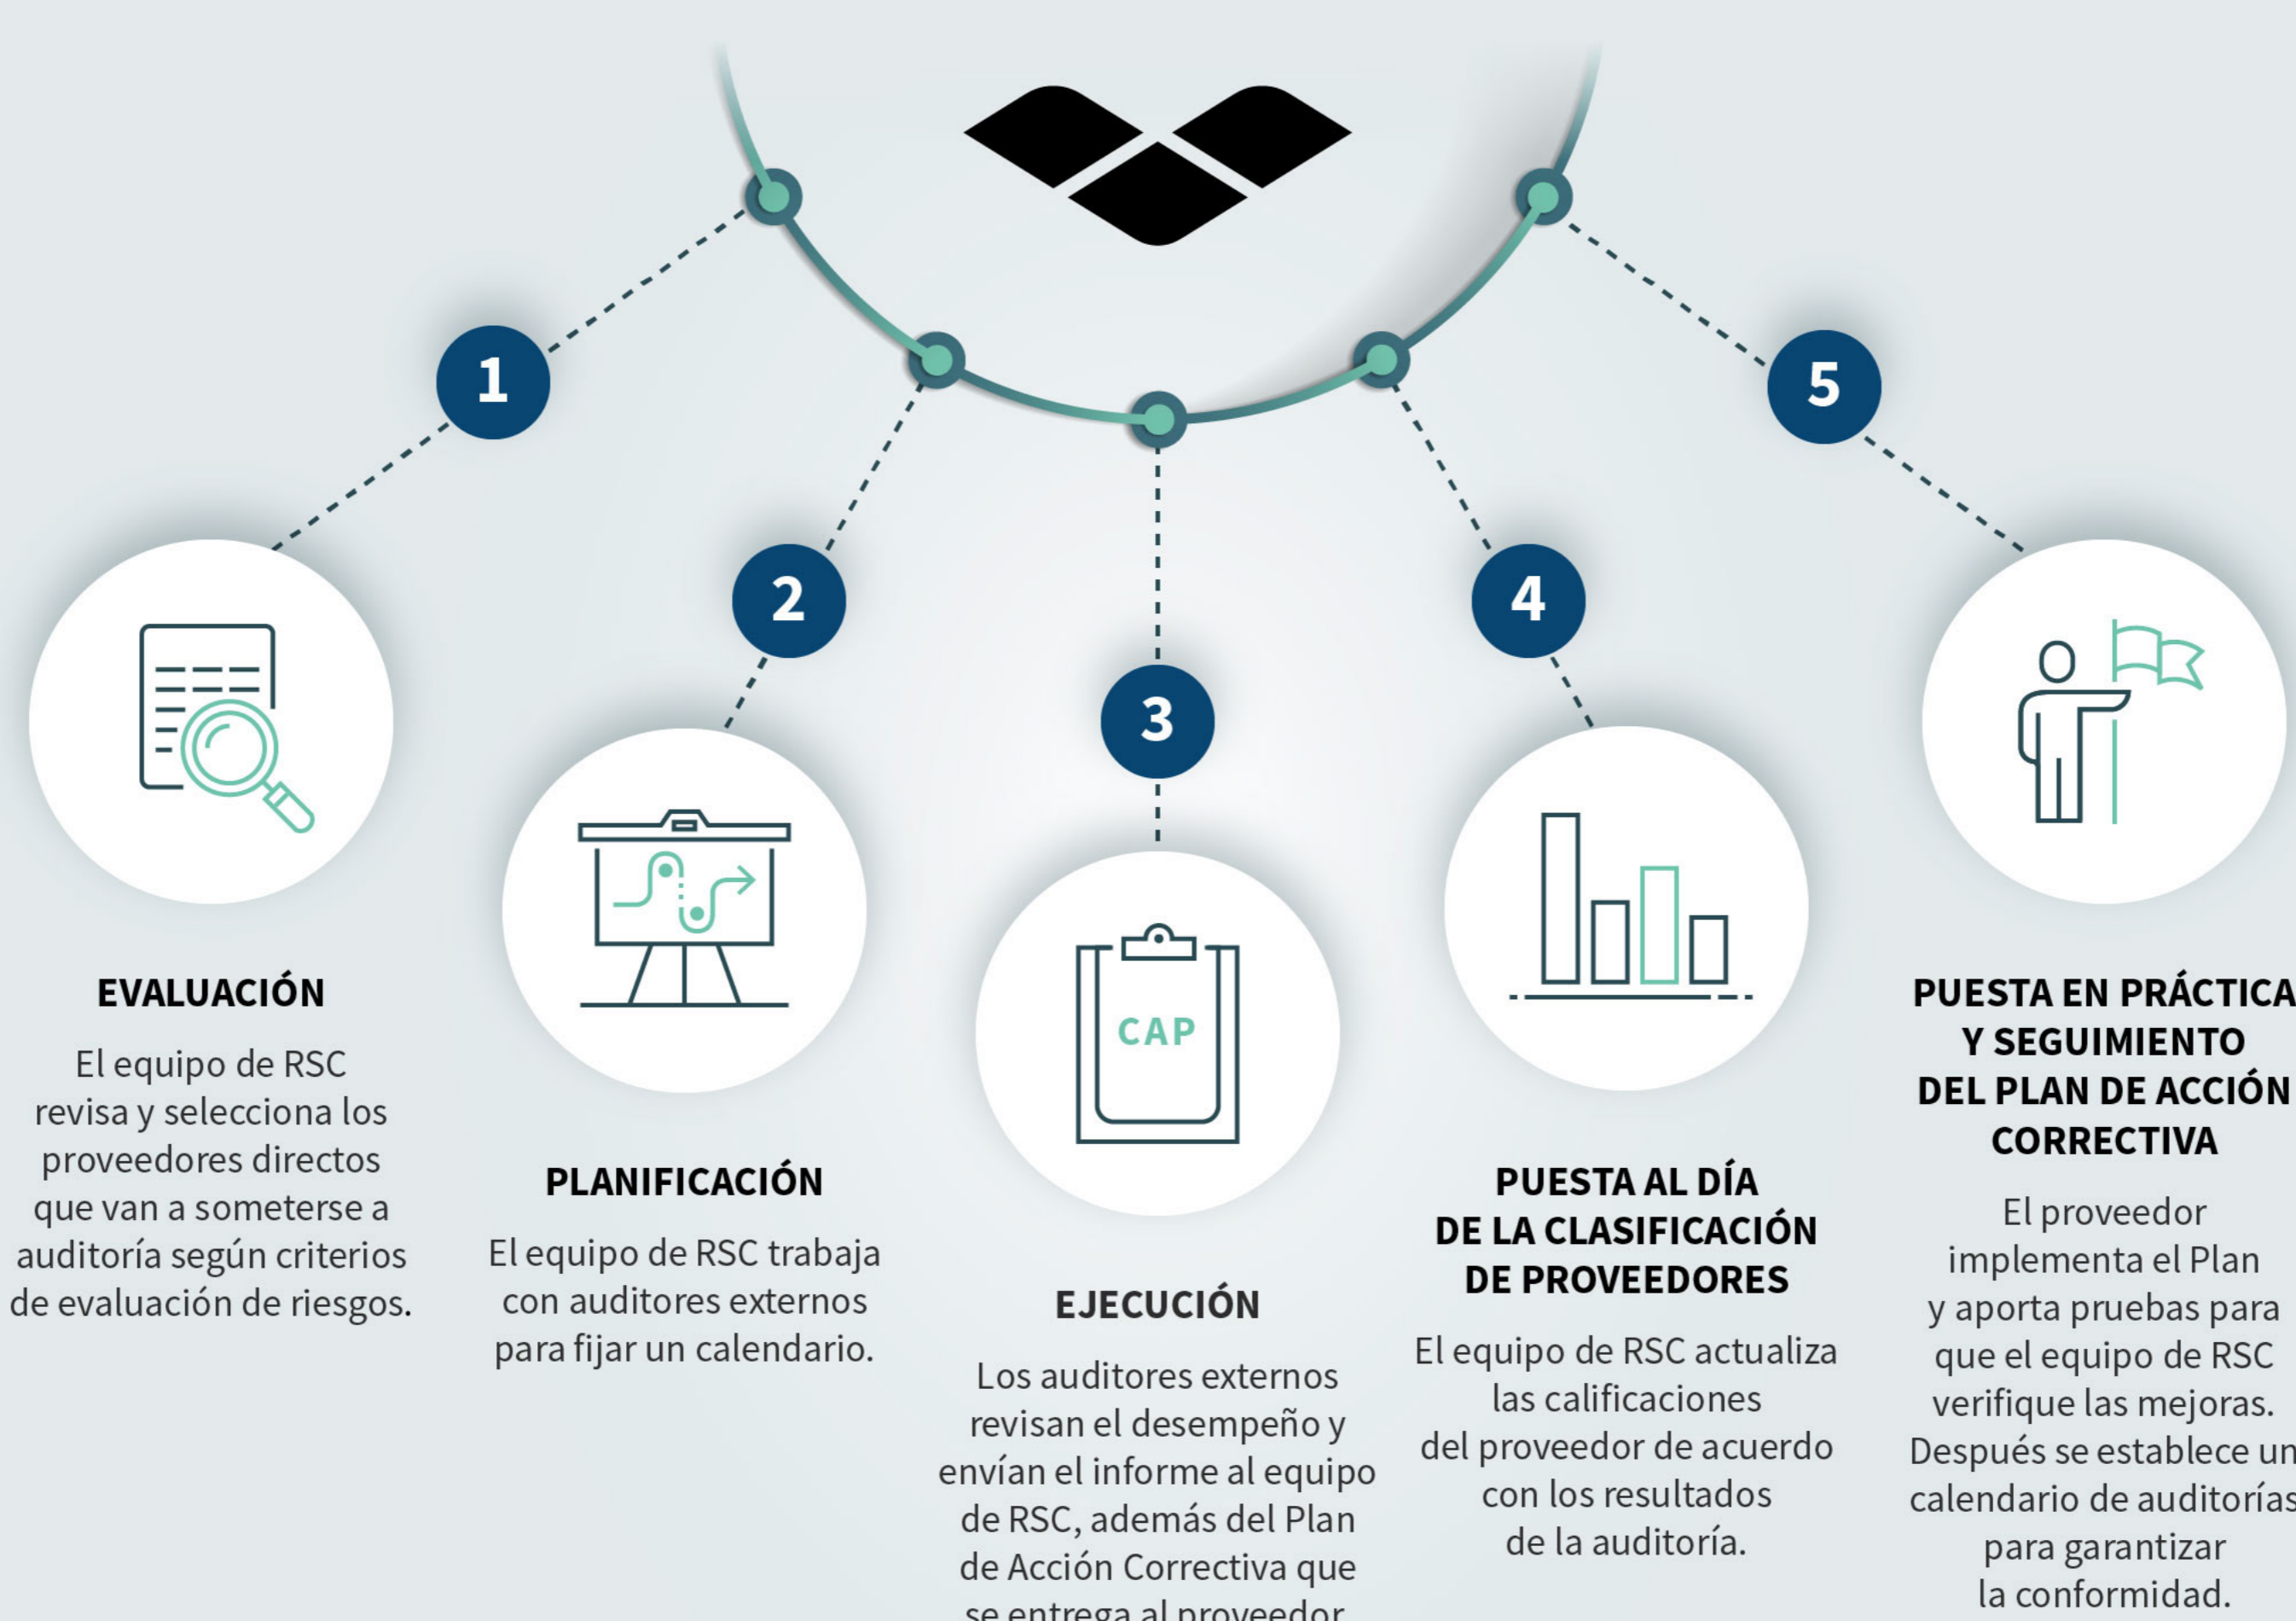 1
EVALUACIÓN
El equipo de RSC
revisa y selecciona los
proveedores directos
que van a someterse a
auditoría según criterios
de evaluación de riesgos.
2
PLANIFICACIÓN
El equipo de RSC trabaja
con auditores externos
para fijar un calendario.
3
CAP
EJECUCIÓN
Los auditores externos
revisan el desempeño y
envían el informe al equipo
de RSC, además del Plan
de Acción Correctiva que
se entrega al proveedor
4
PUESTA AL DÍA
DE LA CLASIFICACIÓN
DE PROVEEDORES
El equipo de RSC actualiza
las calificaciones
del proveedor de acuerdo
con los resultados
de la auditoría.
5
PUESTA EN PRÁCTICA
Y SEGUIMIENTO
DEL PLAN DE ACCIÓN
CORRECTIVA
El proveedor
implementa el Plan
y aporta pruebas para
que el equipo de RSC
verifique las mejoras.
Después se establece un
calendario de auditorías
para garantizar
la conformidad.